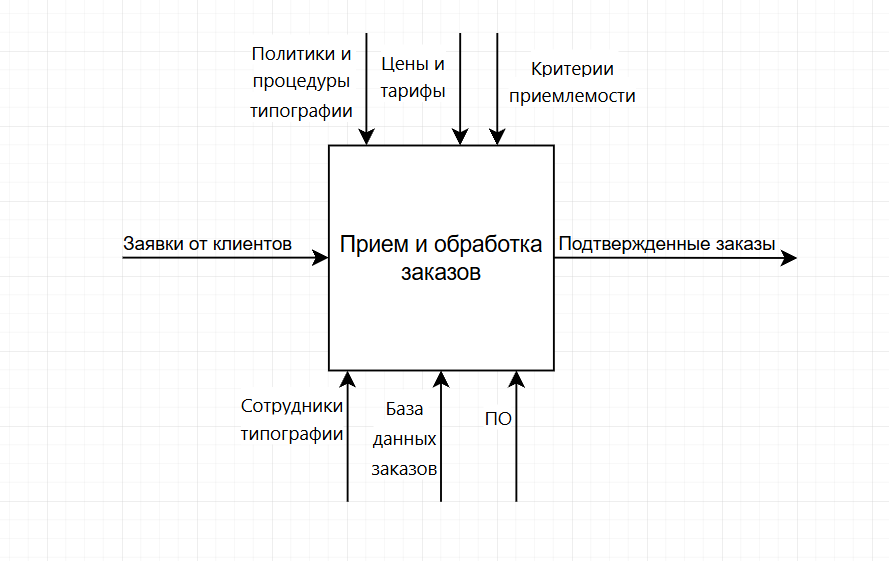 Политики и
процедуры
типографии
Цены и
тарифы
Критерии
приемлемости
Заявки от клиентов
Прием и обработка
заказов
Подтвержденные заказы
Сотрудники
типографии
База
данных
заказов
ПО